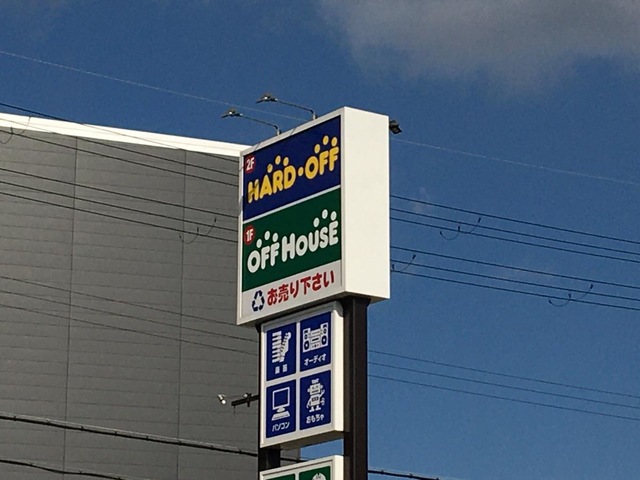 2F
HARD・OFF
1F
OFF HOUSE
お売り下さい
楽器
オーディオ
パソコン
おもちゃ